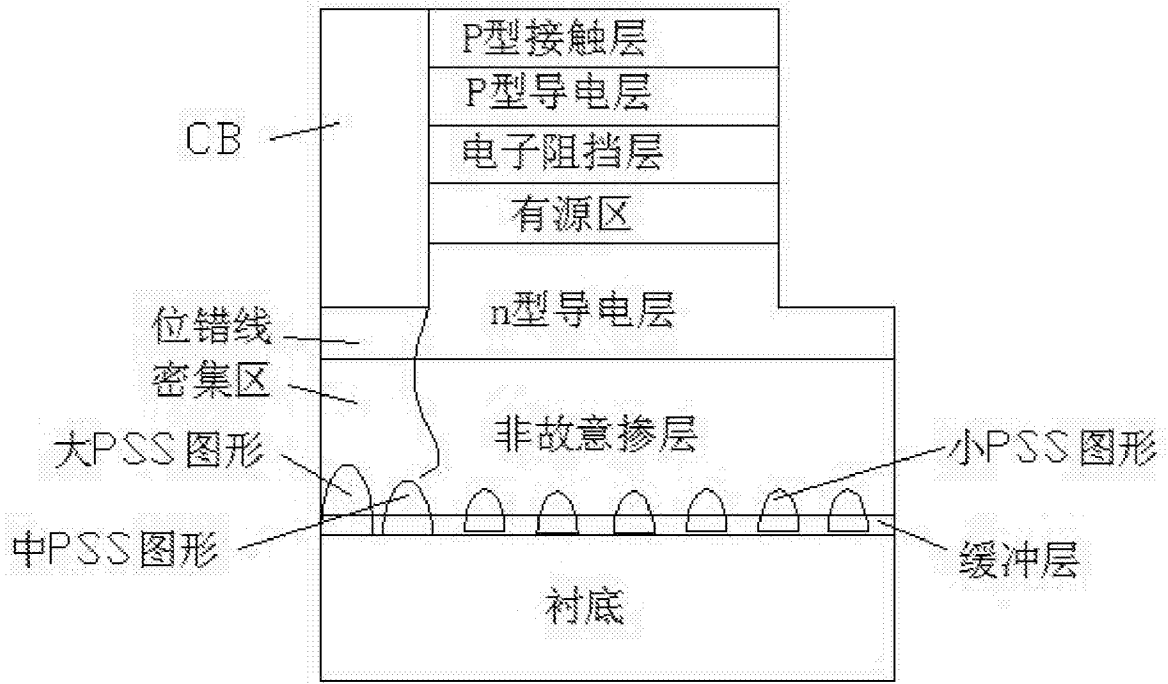 P型接触层
P型导电层
CB
电子阻挡层
有源区
n型导电层
位错线
密集区
非故意掺层
大PSS图形
小PSS图形
中PSS图形
缓冲层
衬底